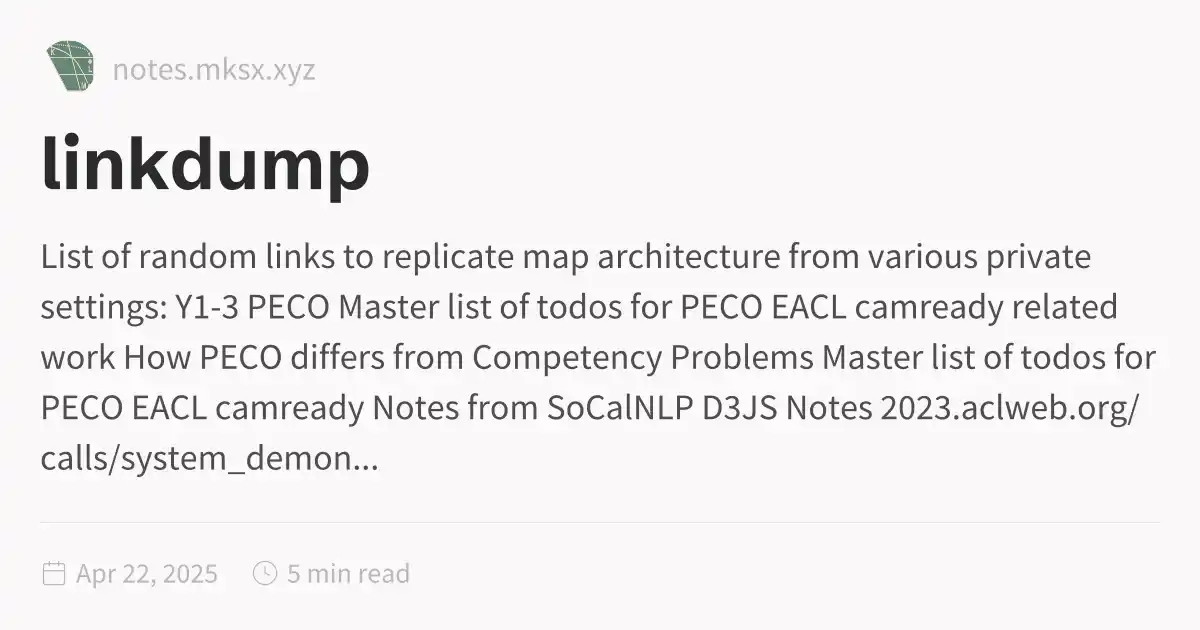 notes.mksx.xyz
linkdump
List of random links to replicate map architecture from various private
settings: Y1-3 PECO Master list of todos for PECO EACL camready related
work How PECO differs from Competency Problems Master list of todos for
PECO EACL camready Notes from SoCalNLP D3JS Notes 2023.aclweb.org/
calls/system_demon...
Apr 22, 2025 5 min read